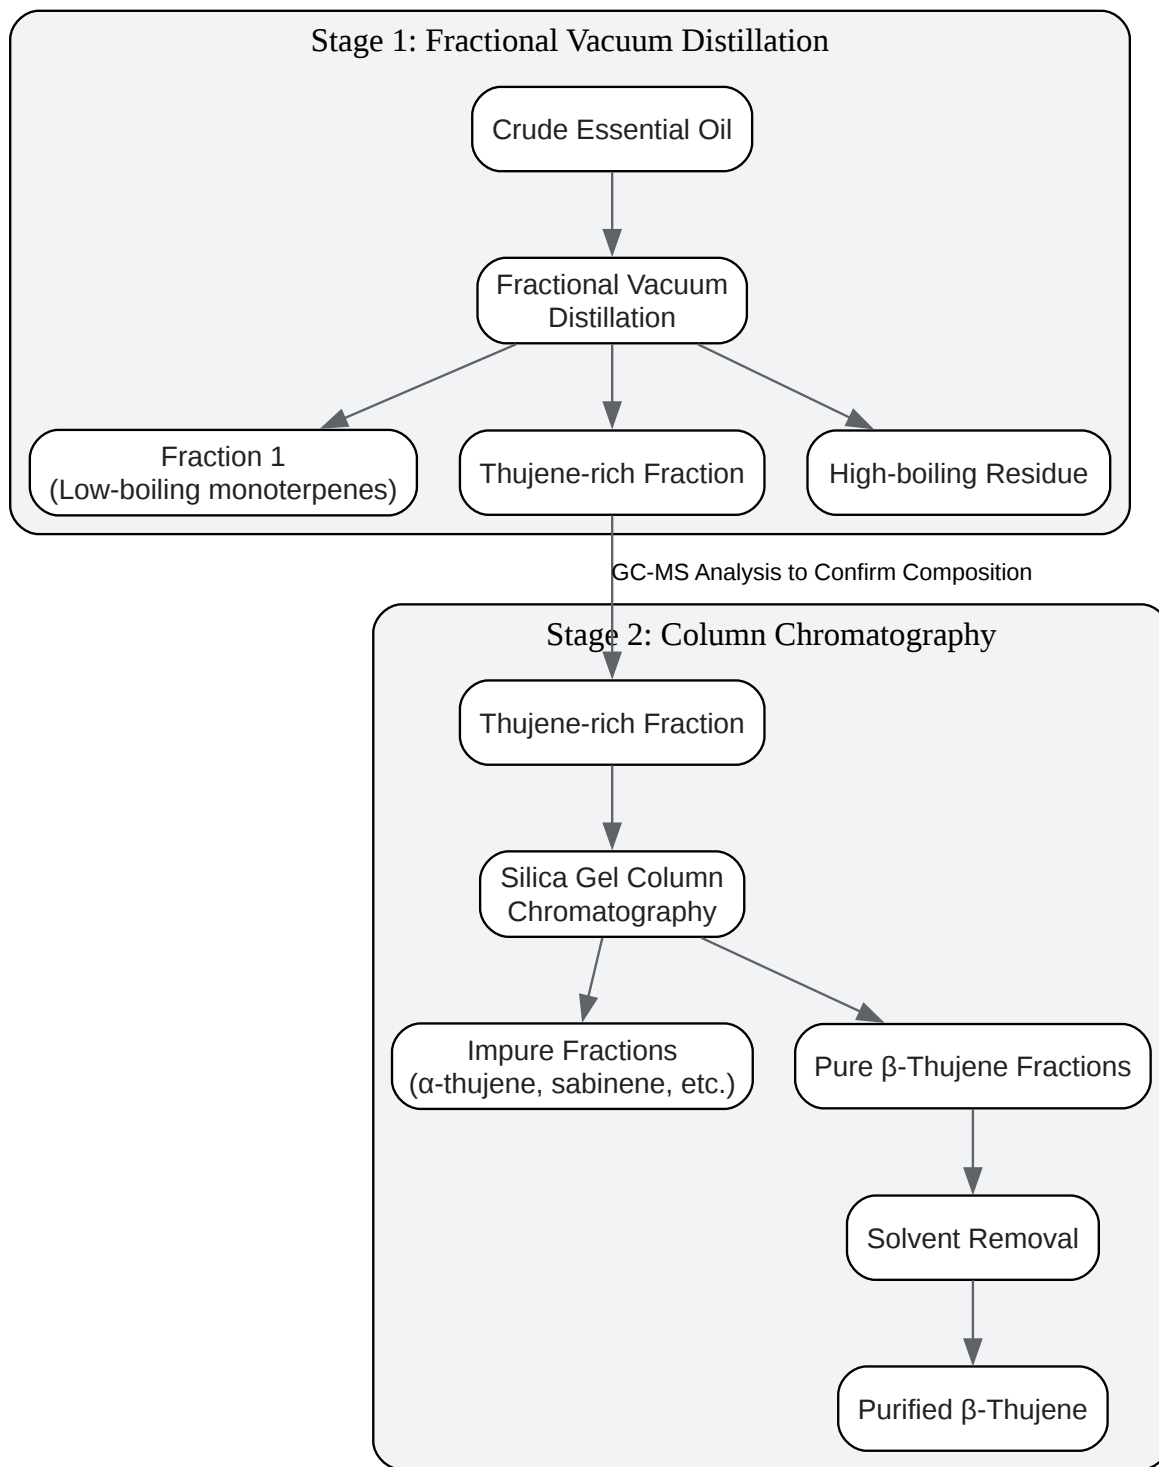 Stage 1: Fractional Vacuum Distillation
Crude Essential Oil
Fractional Vacuum
Distillation
Fraction 1
(Low-boiling monoterpenes)
Thujene-rich Fraction
High-boiling Residue
GC-MS Analysis to Confirm Composition
Stage 2: Column Chromatography
Thujene-rich Fraction
Silica Gel Column
Chromatography
Impure Fractions
(α-thujene, sabinene, etc.)
Pure β-Thujene Fractions
Solvent Removal
Purified β-Thujene